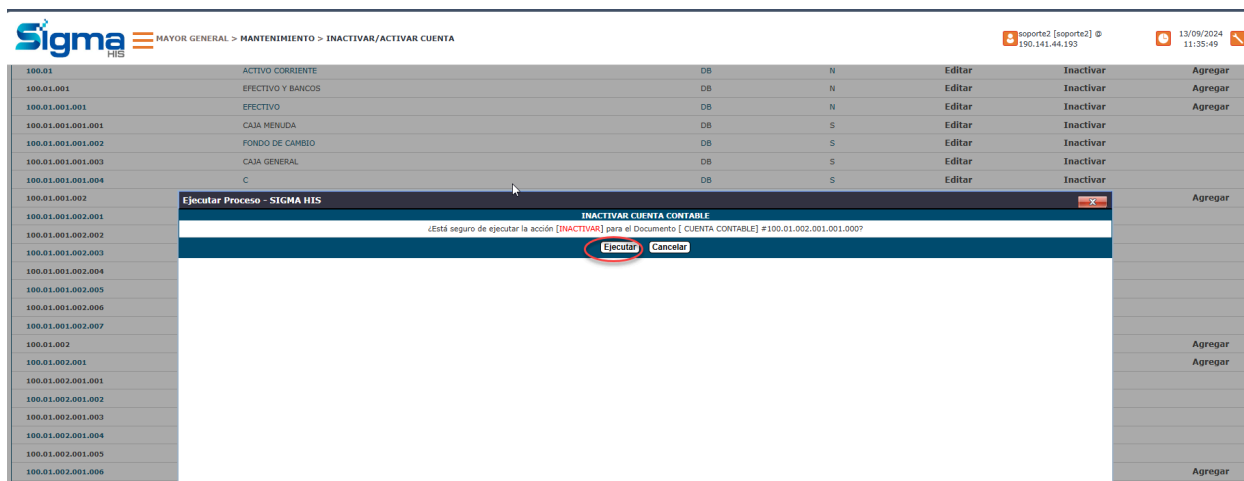 Sigma HIS
MAYOR GENERAL > MANTENIMIENTO > INACTIVAR/ACTIVAR CUENTA
soporte2 [soporte2] @
190.141.44.193
13/09/2024
11:35:49
100.01 ACTIVO CORRIENTE DB N Editar Inactivar Agregar
100.01.001 EFECTIVO Y BANCOS DB N Editar Inactivar Agregar
100.01.001.001 EFECTIVO DB N Editar Inactivar Agregar
100.01.001.001.001 CAJA MENUDA DB S Editar Inactivar
100.01.001.001.002 FONDO DE CAMBIO DB S Editar Inactivar
100.01.001.001.003 CAJA GENERAL DB S Editar Inactivar
100.01.001.001.004 C DB S Editar Inactivar
100.01.001.002 Agregar
Ejecutar Proceso - SIGMA HIS X
100.01.001.002.001
INACTIVAR CUENTA CONTABLE
¿Está seguro de ejecutar la acción [INACTIVAR] para el Documento [ CUENTA CONTABLE] #100.01.002.001.001.000?
100.01.001.002.002
Ejecutar Cancelar
100.01.001.002.003
100.01.001.002.004
100.01.001.002.005
100.01.001.002.006
100.01.001.002.007
100.01.002 Agregar
100.01.002.001 Agregar
100.01.002.001.001
100.01.002.001.002
100.01.002.001.003
100.01.002.001.004
100.01.002.001.005
100.01.002.001.006 Agregar